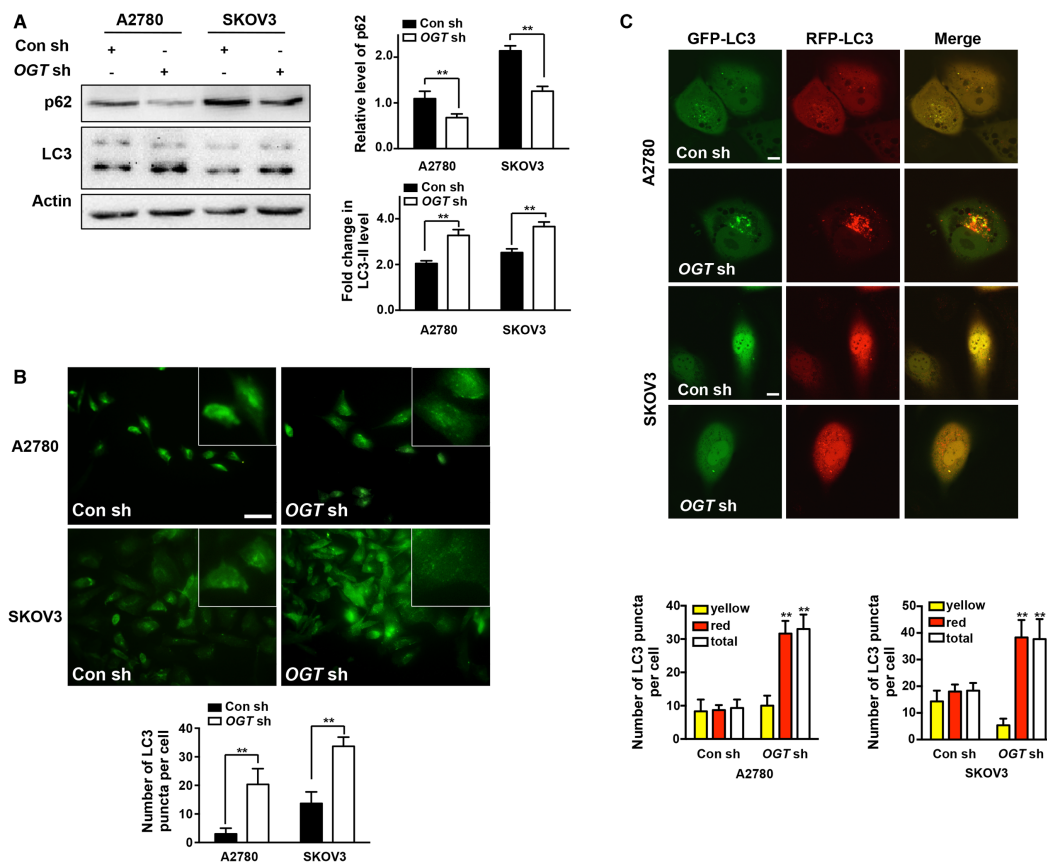 A
A2780 SKOV3
Con sh + - + -
OGT sh - + - +
p62
LC3
Actin
Con sh
OGT sh
Relative level of p62
2.0
1.0
0.0
** **
A2780 SKOV3
Con sh
OGT sh
Fold change in
LC3-II level
4.0
2.0
0.0
** **
A2780 SKOV3
B
A2780
Con sh OGT sh
SKOV3
Con sh OGT sh
Con sh
OGT sh
Number of LC3
puncta per cell
40
30
20
10
0
** **
A2780 SKOV3
C
GFP-LC3 RFP-LC3 Merge
A2780
Con sh
OGT sh
SKOV3
Con sh
OGT sh
Number of LC3 puncta
per cell
40
30
20
10
0
yellow
red
total
** **
Con sh OGT sh
A2780
Number of LC3 puncta
per cell
50
40
30
20
10
0
yellow
red
total
** **
Con sh OGT sh
SKOV3